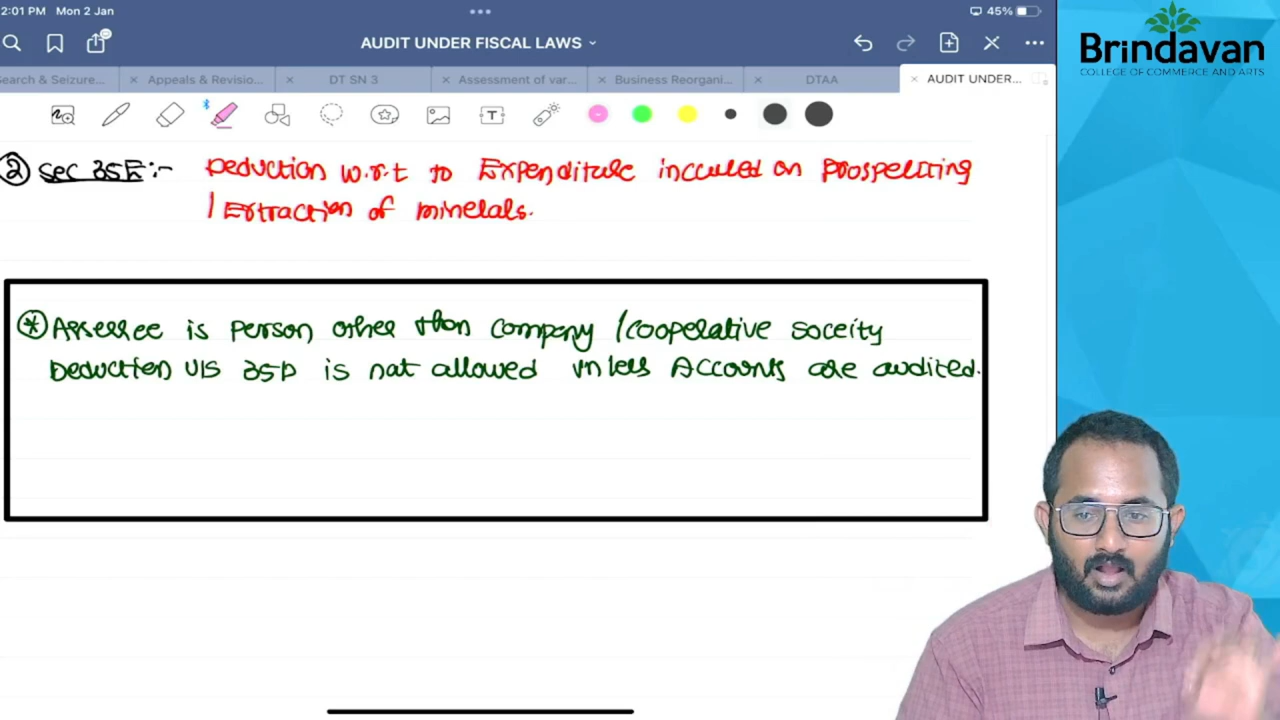 2:01 PM Mon 2 Jan
45%
AUDIT UNDER FISCAL LAWS
Brindavan
COLLEGE OF COMMERCE AND ARTS
earch & Seizure... Appeals & Revisio... DT SN 3 Assessment of var... Business Reorgani... DTAA AUDIT UNDER...
② Sec 35E:- Deduction w.r.t to Expenditure incurred on Prospecting
/ Extraction of minerals.
* Assessee is person other than company /cooperative soceity
Deduction U/S 35D is not allowed unless Accounts are audited.